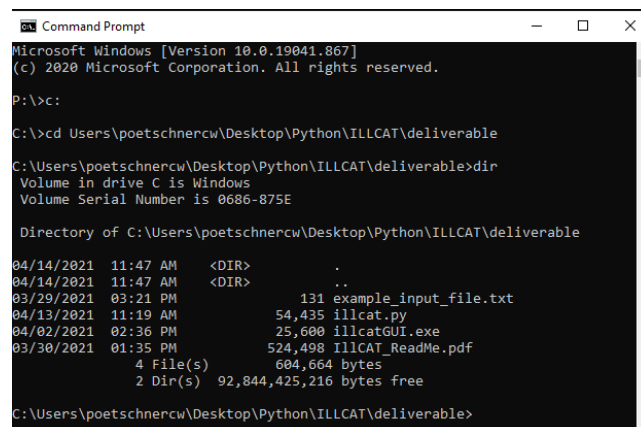 Command Prompt
Microsoft Windows [Version 10.0.19041.867]
(c) 2020 Microsoft Corporation. All rights reserved.
P:\>c:
C:\>cd Users\poetschnercw\Desktop\Python\ILLCAT\deliverable
C:\Users\poetschnercw\Desktop\Python\ILLCAT\deliverable>dir
Volume in drive C is Windows
Volume Serial Number is 0686-875E
Directory of C:\Users\poetschnercw\Desktop\Python\ILLCAT\deliverable
04/14/2021  11:47 AM    <DIR>          .
04/14/2021  11:47 AM    <DIR>          ..
03/29/2021  03:21 PM               131 example_input_file.txt
04/13/2021  11:19 AM            54,435 illcat.py
04/02/2021  02:36 PM            25,600 illcatGUI.exe
03/30/2021  01:35 PM           524,498 IllCAT_ReadMe.pdf
4 File(s)        604,664 bytes
2 Dir(s)  92,844,425,216 bytes free
C:\Users\poetschnercw\Desktop\Python\ILLCAT\deliverable>